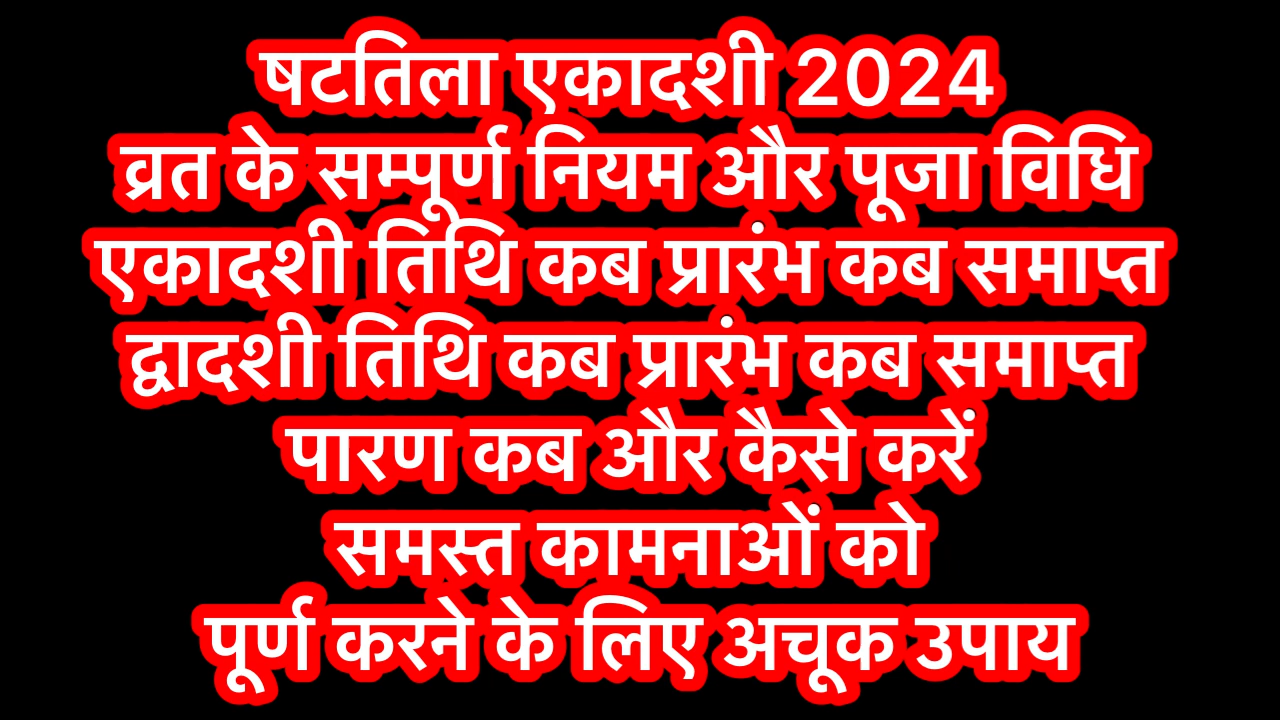 षटतिला एकादशी 2024
व्रत के सम्पूर्ण नियम और पूजा विधि
एकादशी तिथि कब प्रारंभ कब समाप्त
द्वादशी तिथि कब प्रारंभ कब समाप्त
पारण कब और कैसे करें
समस्त कामनाओं को
पूर्ण करने के लिए अचूक उपाय